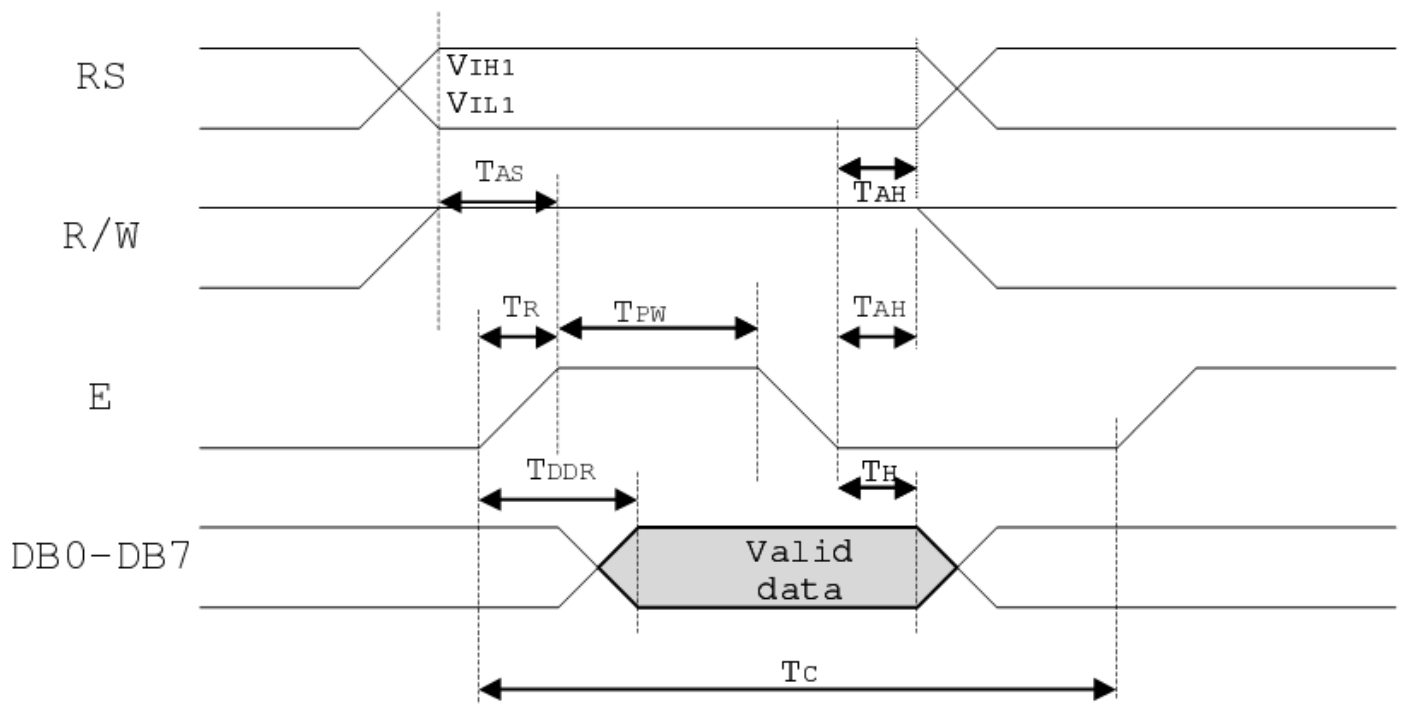 RS
VIH1
VIL1
TAS
TAH
R/W
TR
TPW
TAH
E
TDDR
TH
DB0-DB7
Valid
data
TC